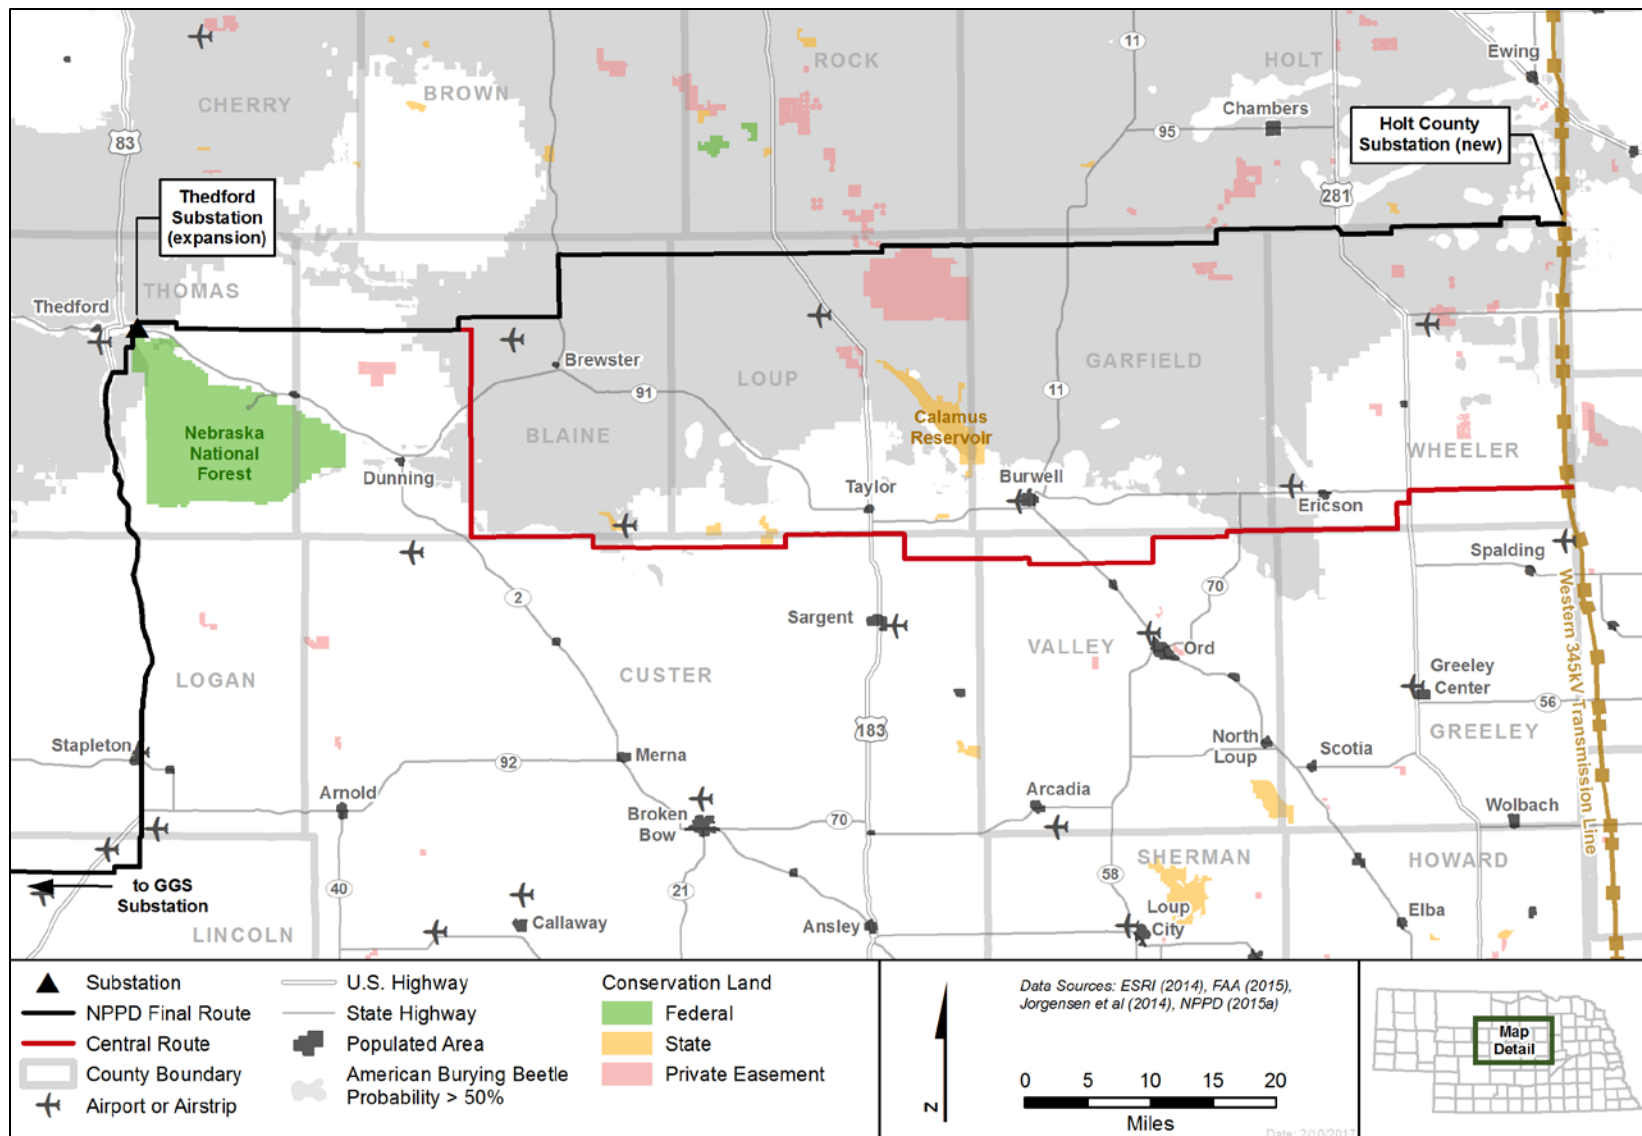 ROCK
HOLT
Ewing
11
CHERRY
BROWN
Chambers
83
95
Holt County
Substation (new)
Thedford
Substation
(expansion)
281
THOMAS
Thedford
Brewster
GARFIELD
LOUP
91
11
Calamus
Reservoir
Nebraska
National
Forest
BLAINE
WHEELER
Dunning
Taylor
Burwell
Ericson
Spalding
2
70
Sargent
VALLEY
Ord
LOGAN
CUSTER
Greeley
Center
56
Western 345kV Transmission Line
183
GREELEY
Stapleton
Merna
North
Loup
Scotia
92
Arnold
Arcadia
Wolbach
Broken
Bow
70
SHERMAN
HOWARD
to GGS
Substation
40
21
58
Loup
City
Elba
Callaway
Ansley
LINCOLN
Substation
NPPD Final Route
Central Route
County Boundary
Airport or Airstrip
U.S. Highway
State Highway
Populated Area
American Burying Beetle
Probability > 50%
Conservation Land
Federal
State
Private Easement
Z
Data Sources: ESRI (2014), FAA (2015),
Jorgensen et al (2014), NPPD (2015a)
0 5 10 15 20
Miles
Map
Detail
Date: 2/10/2017